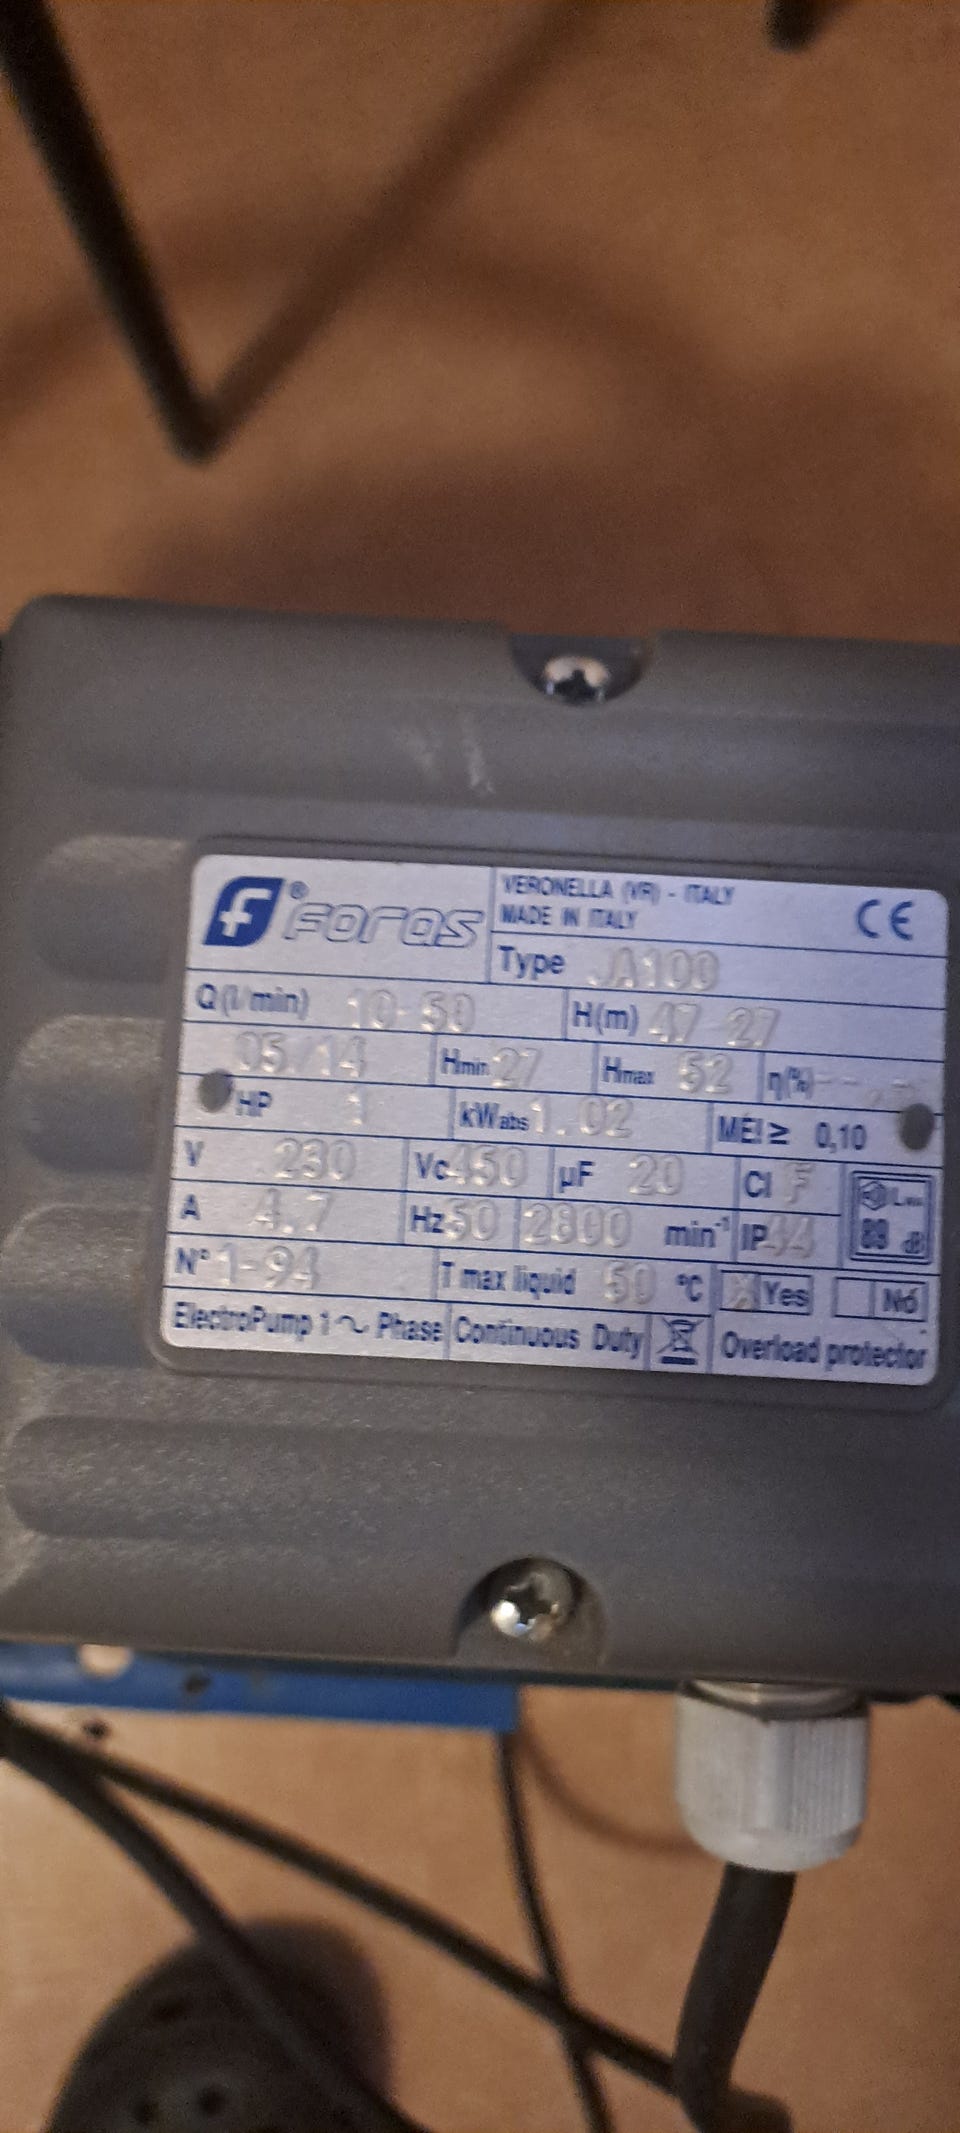 f® Foras
VERONELLA (VR) - ITALY
MADE IN ITALY
CE
Type JA100
Q(l/min) 10-50 H(m) 47-27
05/14 Hmin 27 Hmax 52 η(%)
HP 1 kWabs 1.02 MEI ≥ 0,10
V 230 Vc 450 µF 20 Cl F
A 4.7 Hz 50 2800 min⁻¹ IP 44
89 dB
N° 1-94 T max liquid 50 °C X Yes No
ElectroPump 1 ~ Phase Continuous Duty Overload protector